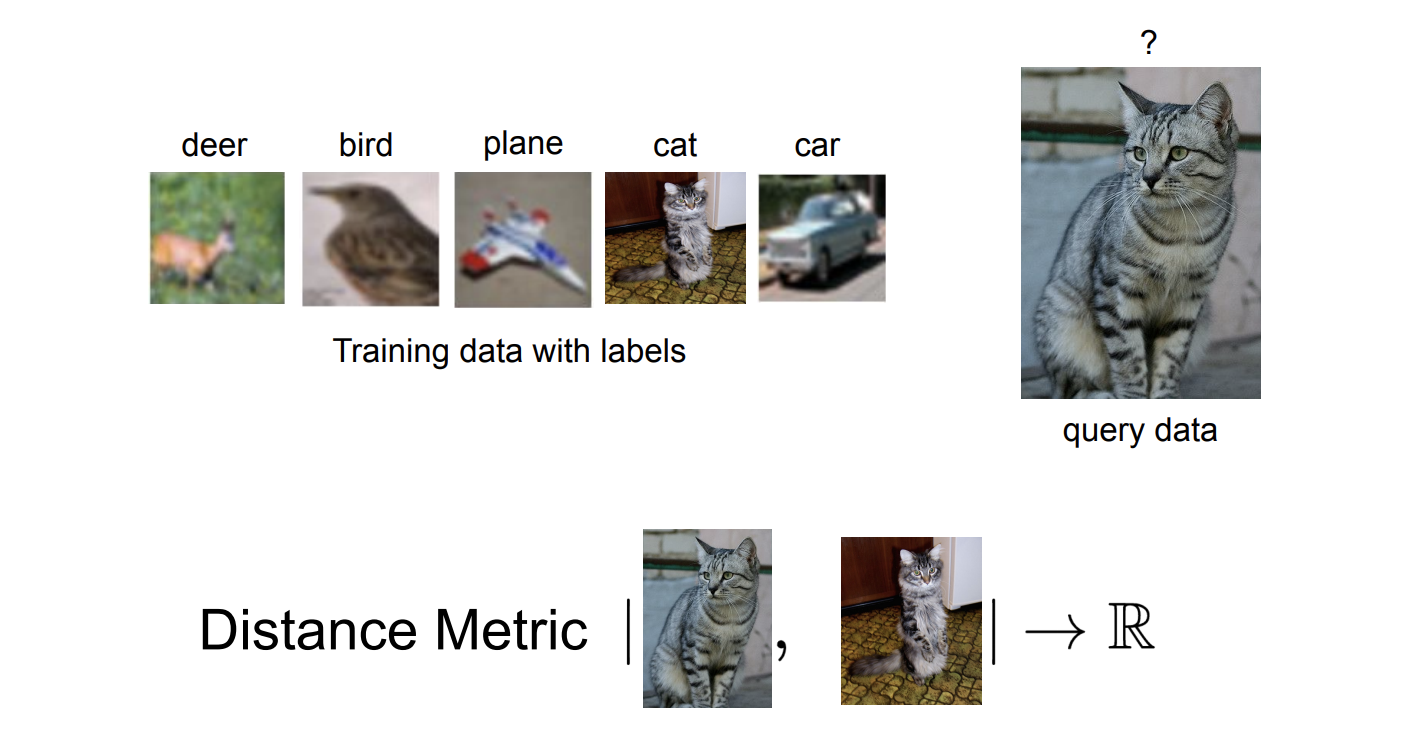 ?
deer bird plane cat car
Training data with labels
query data
Distance Metric | , | → ℝ